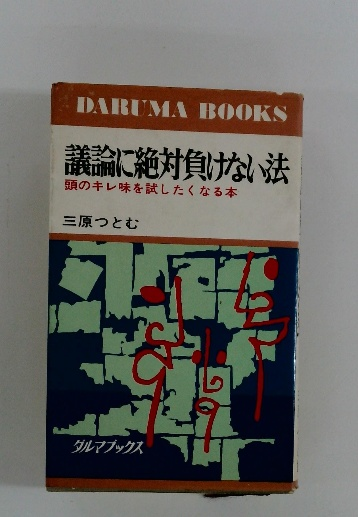 DARUMA BOOKS
議論に絶対負けない法
頭のキレ味を試したくなる本
三原つとむ
ダルマブックス